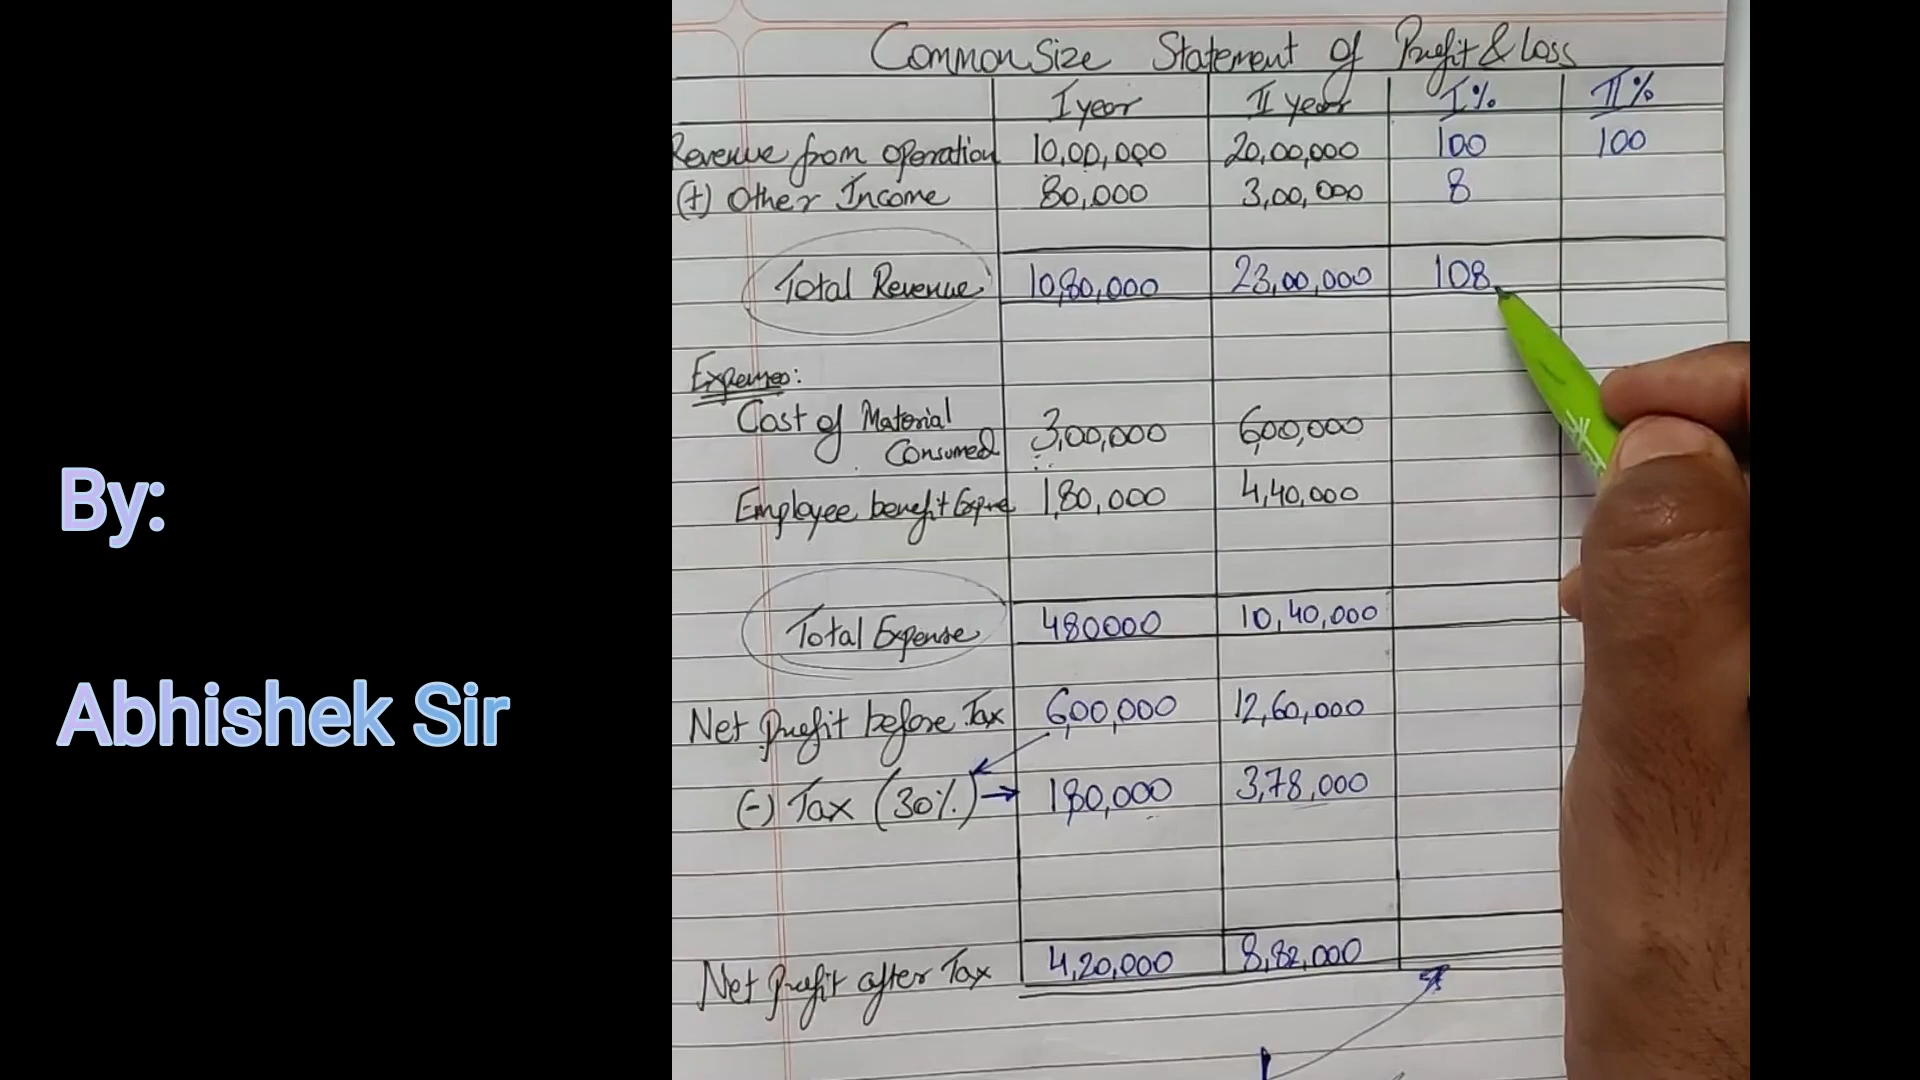 By:
Abhishek Sir
Common Size Statement of Profit & Loss
I year II year I% II%
Revenue from operation 10,00,000 20,00,000 100 100
(+) Other Income 80,000 3,00,000 8
Total Revenue 10,80,000 23,00,000 108
Expenses:
Cost of Material
Consumed 3,00,000 6,00,000
Employee benefit Expne 1,80,000 4,40,000
Total Expense 480000 10,40,000
Net Profit before Tax 6,00,000 12,60,000
(-) Tax (30%) → 1,80,000 3,78,000
Net Profit after Tax 4,20,000 8,82,000